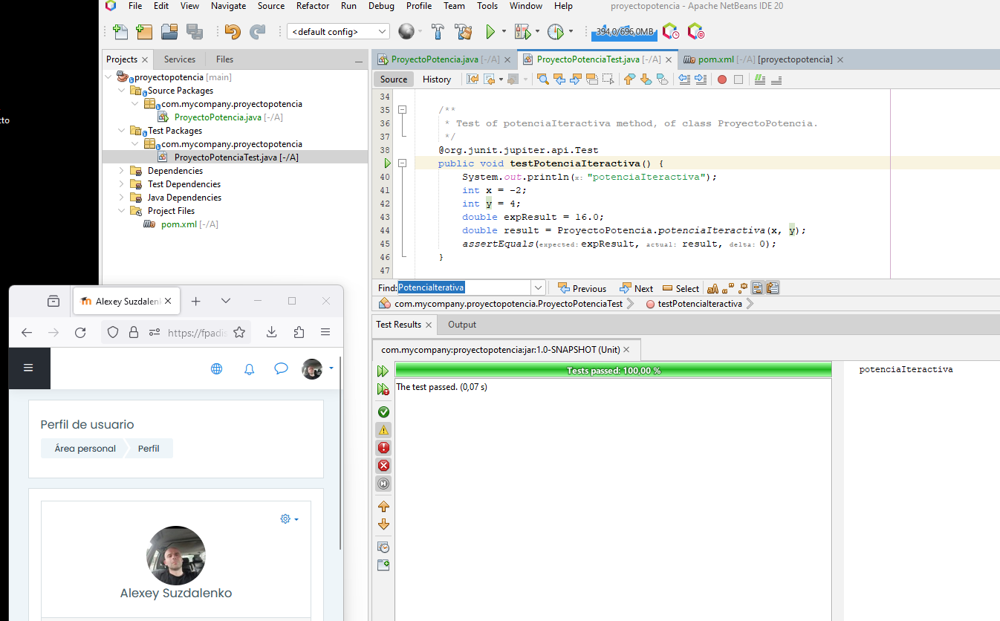 File Edit View Navigate Source Refactor Run Debug Profile Team Tools Window Help proyectopotencia - Apache NetBeans IDE 20
<default config> 394,0/696,0MB
Projects Services Files
ProyectoPotencia.java [-/A] ProyectoPotenciaTest.java [-/A] pom.xml [-/A] [proyectopotencia]
Source History
proyectopotencia [main]
Source Packages
com.mycompany.proyectopotencia
ProyectoPotencia.java [-/A]
Test Packages
com.mycompany.proyectopotencia
ProyectoPotenciaTest.java [-/A]
Dependencies
Test Dependencies
Java Dependencies
Project Files
pom.xml [-/A]
cto
34
35 /**
36 * Test of potenciaIteractiva method, of class ProyectoPotencia.
37 */
38 @org.junit.jupiter.api.Test
public void testPotenciaIteractiva() {
40 System.out.println(x: "potenciaIteractiva");
41 int x = -2;
42 int y = 4;
43 double expResult = 16.0;
44 double result = ProyectoPotencia.potenciaIteractiva(x, y);
45 assertEquals(expected: expResult, actual: result, delta: 0);
46 }
47
Find: PotenciaIterativa Previous Next Select
com.mycompany.proyectopotencia.ProyectoPotenciaTest testPotenciaIteractiva
Test Results Output
com.mycompany:proyectopotencia:jar:1.0-SNAPSHOT (Unit)
Tests passed: 100,00 %
The test passed. (0,07 s)
potenciaIteractiva
Alexey Suzdalen
https://fpadis
Perfil de usuario
Área personal Perfil
Alexey Suzdalenko